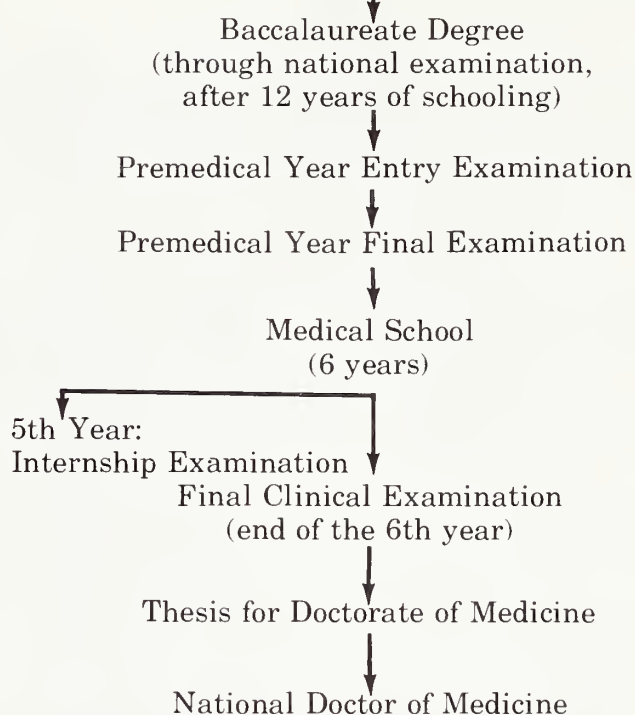 Baccalaureate Degree
(through national examination,
after 12 years of schooling)
Premedical Year Entry Examination
Premedical Year Final Examination
Medical School
(6 years)
5th Year:
Internship Examination
Final Clinical Examination
(end of the 6th year)
Thesis for Doctorate of Medicine
National Doctor of Medicine